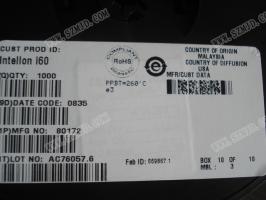 CUST PROD ID:
Intellon i60
Q)QTY: 1000
9D)DATE CODE: 0835
1P)MFG NO: 80172
1T)LOT NO: AC76057.6
COMPLIANT
RoHS
PPBT=260°C
e3
e
COUNTRY OF ORIGIN
MALAYSIA
COUNTRY OF DIFFUSION
USA
MFR/CUST DATA
BOX 10 OF 10
MBL: 3